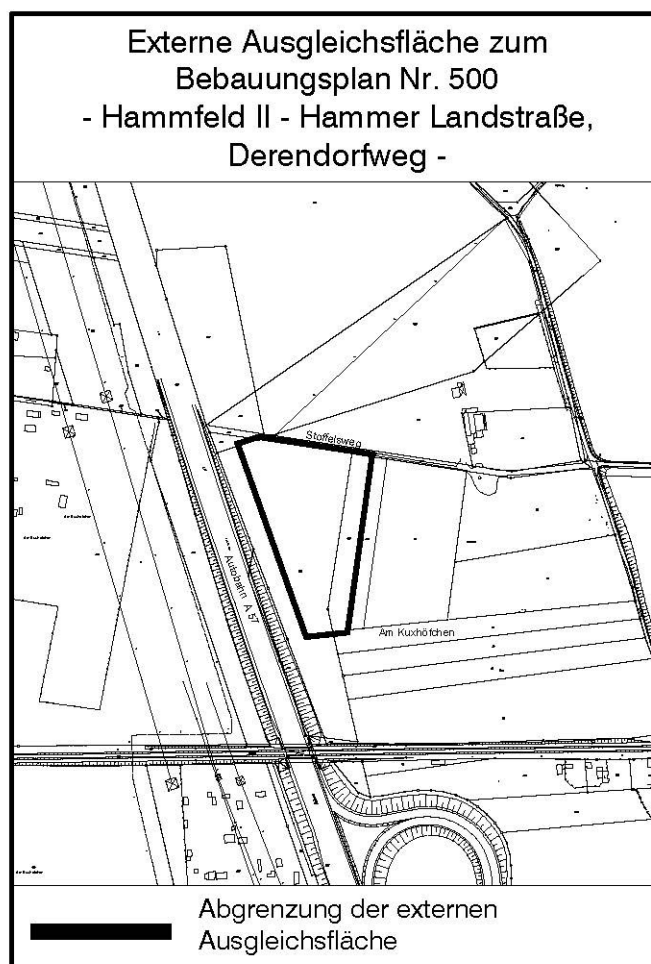 Externe Ausgleichsfläche zum
Bebauungsplan Nr. 500
- Hammfeld II - Hammer Landstraße,
Derendorfweg -
Stoffelsweg
Autobahn A 57
Am Kuxhöfchen
Abgrenzung der externen
Ausgleichsfläche